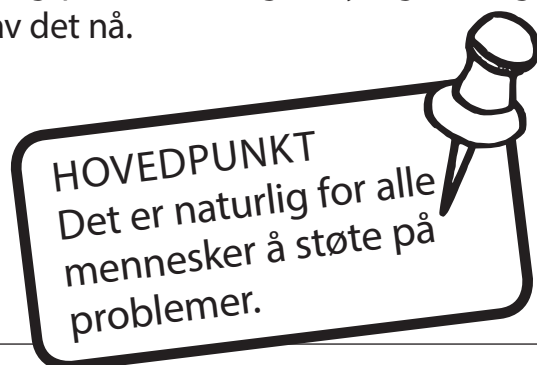 av det nå.
HOVEDPUNKT
Det er naturlig for alle
mennesker å støte på
problemer.